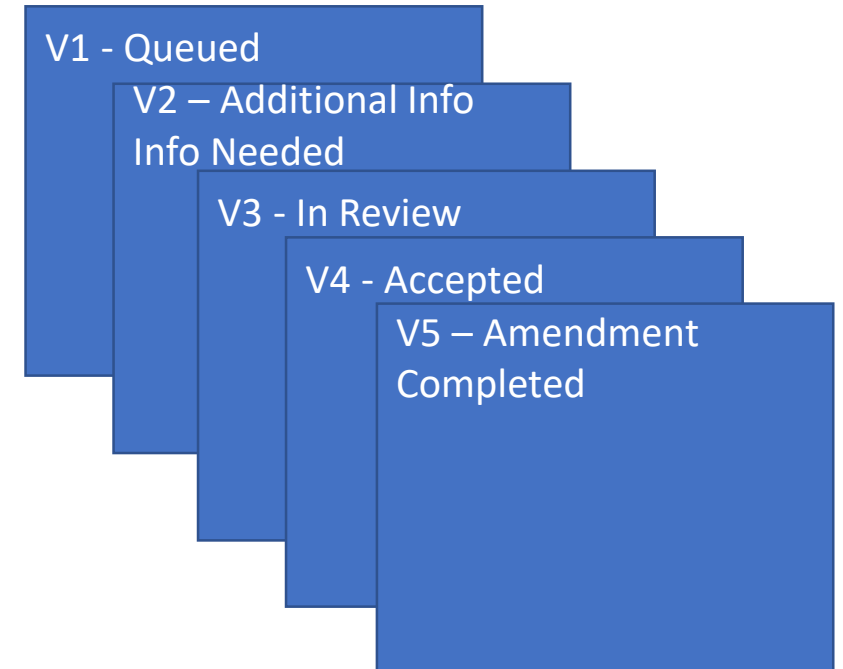 V1 - Queued
V2 – Additional Info
Info Needed
V3 - In Review
V4 - Accepted
V5 – Amendment
Completed